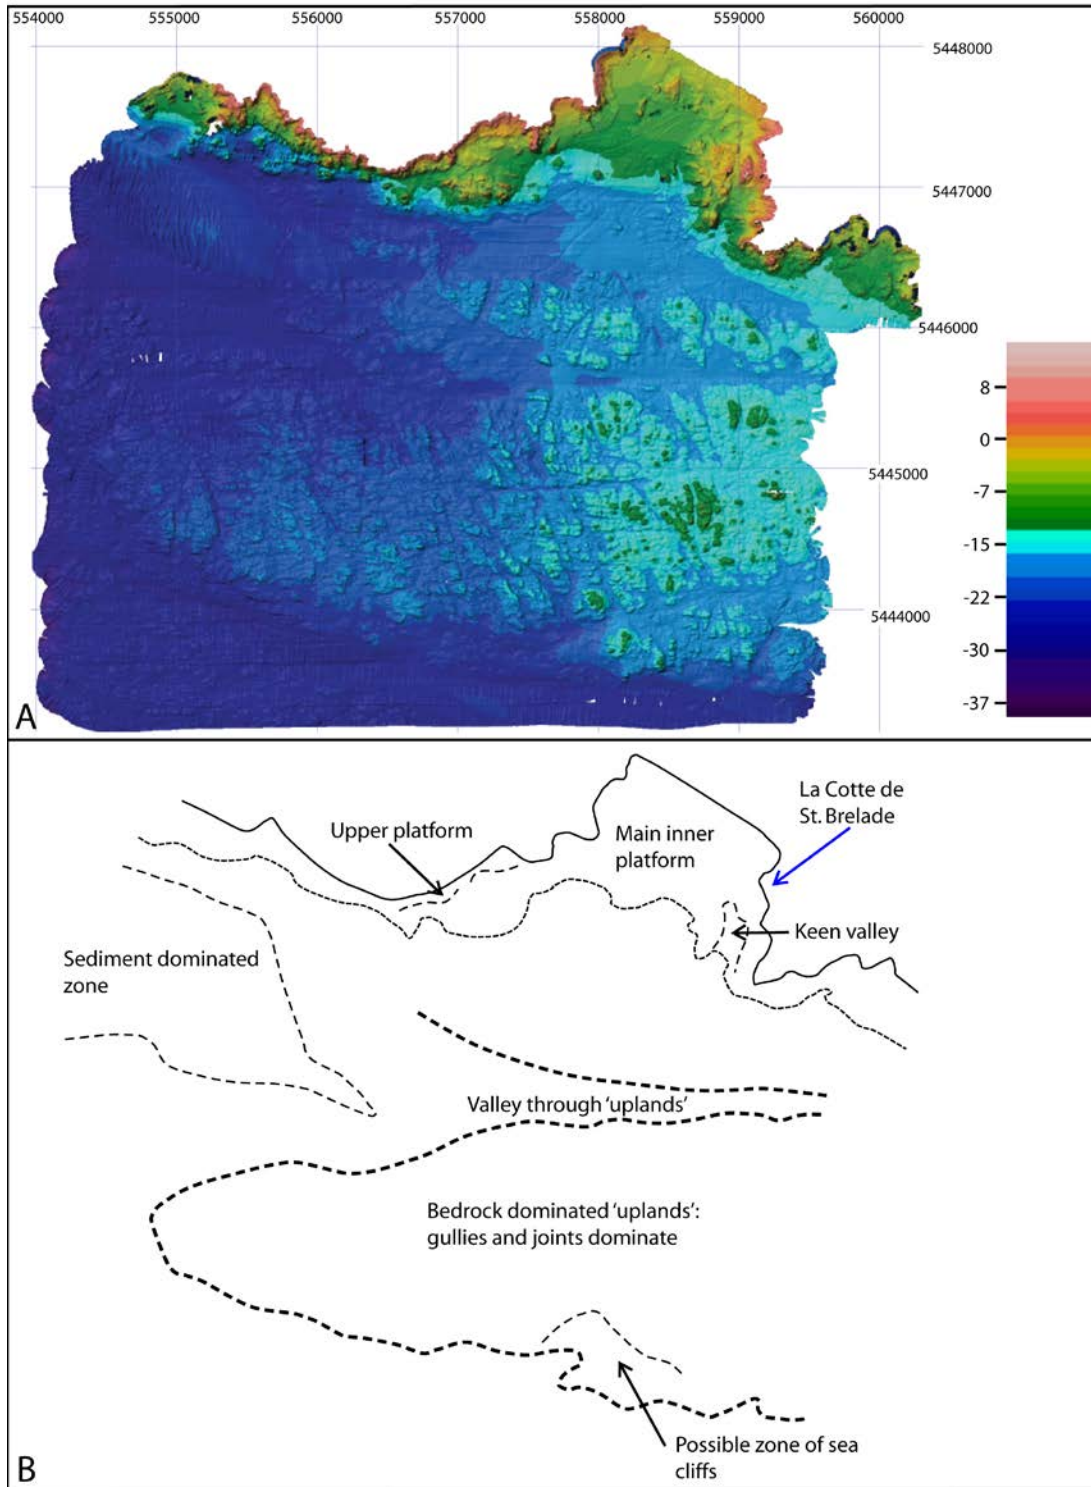 554000 555000 556000 557000 558000 559000 560000
5448000
5447000
5446000
8
0
5445000
-7
-15
-22
5444000
-30
-37
A
La Cotte de
St. Brelade
Upper platform
Main inner
platform
Keen valley
Sediment dominated
zone
Valley through ‘uplands’
Bedrock dominated ‘uplands’:
gullies and joints dominate
Possible zone of sea
cliffs
B